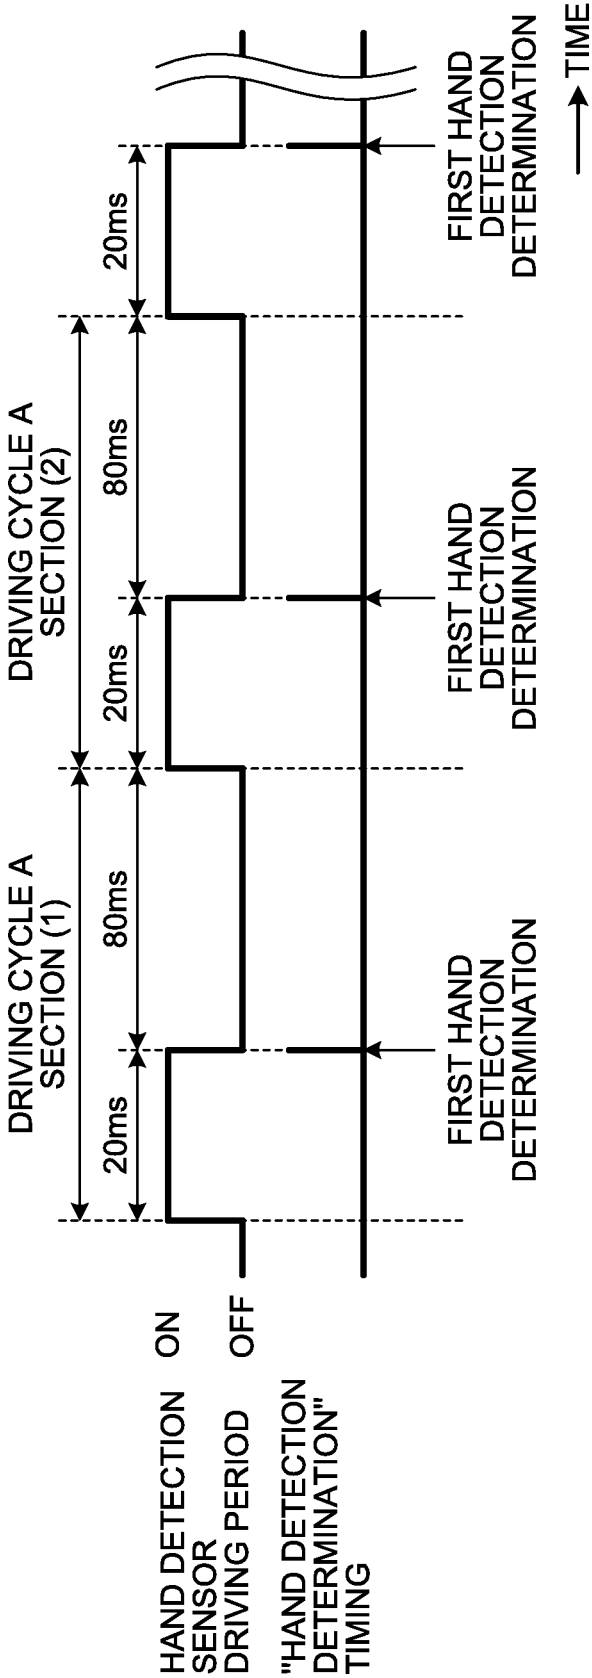 DRIVING CYCLE A
SECTION (1)
DRIVING CYCLE A
SECTION (2)
20ms
80ms
20ms
80ms
20ms
HAND DETECTION
SENSOR
DRIVING PERIOD
ON
OFF
"HAND DETECTION
DETERMINATION"
TIMING
FIRST HAND
DETECTION
DETERMINATION
FIRST HAND
DETECTION
DETERMINATION
FIRST HAND
DETECTION
DETERMINATION
TIME